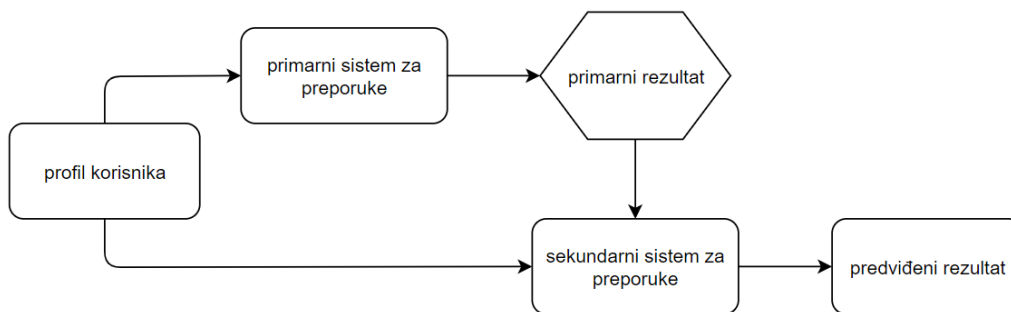 primarni sistem za
preporuke
primarni rezultat
profil korisnika
sekundarni sistem za
preporuke
predviđeni rezultat